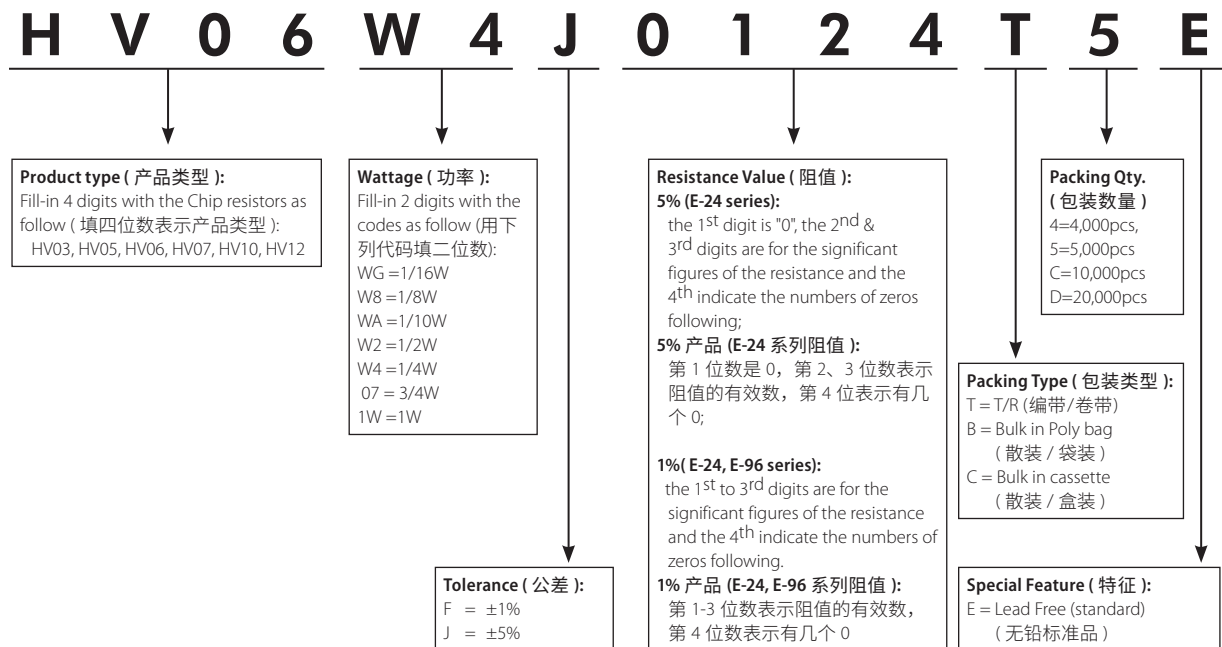 H V 0 6 W 4 J 0 1 2 4 T 5 E
Product type ( 产品类型 ):
Fill-in 4 digits with the Chip resistors as
follow ( 填四位数表示产品类型 ):
HV03, HV05, HV06, HV07, HV10, HV12
Wattage ( 功率 ):
Fill-in 2 digits with the
codes as follow (用下
列代码填二位数):
WG =1/16W
W8 =1/8W
WA =1/10W
W2 =1/2W
W4 =1/4W
07 = 3/4W
1W =1W
Tolerance ( 公差 ):
F = ±1%
J = ±5%
Resistance Value ( 阻值 ):
5% (E-24 series):
the 1st digit is "0", the 2nd &
3rd digits are for the significant
figures of the resistance and the
4th indicate the numbers of zeros
following;
5% 产品 (E-24 系列阻值 ):
第 1 位数是 0，第 2、3 位数表示
阻值的有效数，第 4 位表示有几
个 0;
1%( E-24, E-96 series):
the 1st to 3rd digits are for the
significant figures of the resistance
and the 4th indicate the numbers of
zeros following.
1% 产品 (E-24, E-96 系列阻值 ):
第 1-3 位数表示阻值的有效数，
第 4 位数表示有几个 0
Packing Qty.
( 包装数量 )
4=4,000pcs,
5=5,000pcs
C=10,000pcs
D=20,000pcs
Packing Type ( 包装类型 ):
T = T/R (编带/卷带)
B = Bulk in Poly bag
( 散装 / 袋装 )
C = Bulk in cassette
( 散装 / 盒装 )
Special Feature ( 特征 ):
E = Lead Free (standard)
( 无铅标准品 )